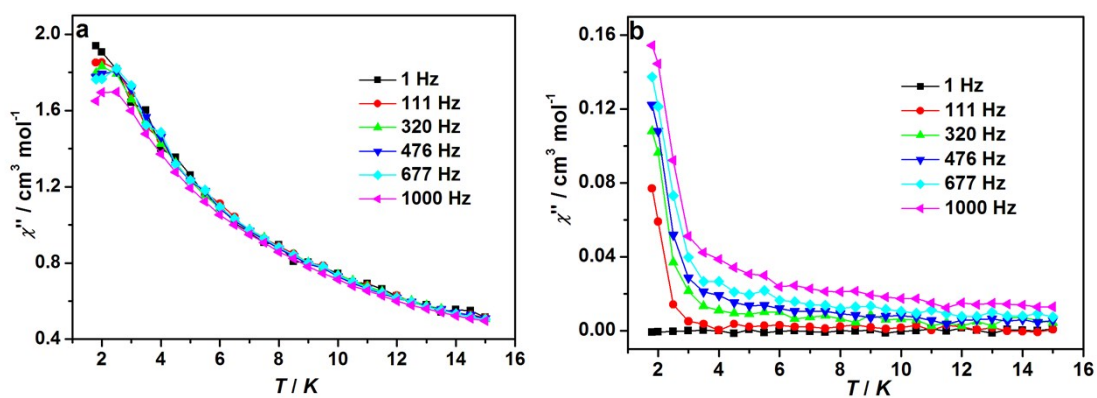 a
χ'' / cm3 mol-1
2.0
1.6
1.2
0.8
0.4
1 Hz
111 Hz
320 Hz
476 Hz
677 Hz
1000 Hz
2 4 6 8 10 12 14 16
T / K
b
χ'' / cm3 mol-1
0.16
0.12
0.08
0.04
0.00
1 Hz
111 Hz
320 Hz
476 Hz
677 Hz
1000 Hz
2 4 6 8 10 12 14 16
T / K